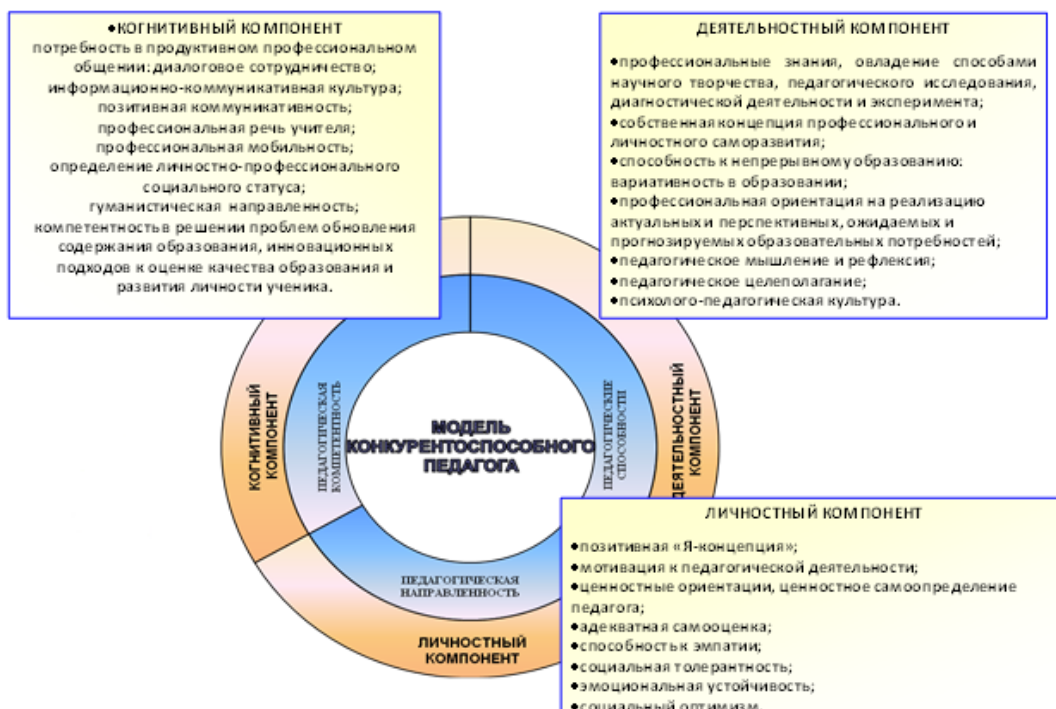 •КОГНИТИВНЫЙ КОМПОНЕНТ
потребность в продуктивном профессиональном
общении: диалоговое сотрудничество;
информационно-коммуникативная культура;
позитивная коммуникативность;
профессиональная речь учителя;
профессиональная мобильность;
определение личностно-профессионального
социального статуса;
гуманистическая направленность;
компетентность в решении проблем обновления
содержания образования, инновационных
подходов к оценке качества образования и
развития личности ученика.
ДЕЯТЕЛЬНОСТНЫЙ КОМПОНЕНТ
•профессиональные знания, овладение способами
научного творчества, педагогического исследования,
диагностической деятельности и эксперимента;
•собственная концепция профессионального и
личностного саморазвития;
•способность к непрерывному образованию:
вариативность в образовании;
•профессиональная ориентация на реализацию
актуальных и перспективных, ожидаемых и
прогнозируемых образовательных потребностей;
•педагогическое мышление и рефлексия;
•педагогическое целеполагание;
•психолого-педагогическая культура.
КОГНИТИВНЫЙ
КОМПОНЕНТ
ПЕДАГОГИЧЕСКАЯ
КОМПЕТЕНТНОСТЬ
МОДЕЛЬ
КОНКУРЕНТОСПОСОБНОГО
ПЕДАГОГА
ПЕДАГОГИЧЕСКИЕ
СПОСОБНОСТИ
ДЕЯТЕЛЬНОСТНЫЙ
КОМПОНЕНТ
ПЕДАГОГИЧЕСКАЯ
НАПРАВЛЕННОСТЬ
ЛИЧНОСТНЫЙ
КОМПОНЕНТ
ЛИЧНОСТНЫЙ КОМПОНЕНТ
•позитивная «Я-концепция»;
•мотивация к педагогической деятельности;
•ценностные ориентации, ценностное самоопределение
педагога;
•адекватная самооценка;
•способность к эмпатии;
•социальная толерантность;
•эмоциональная устойчивость;
•социальный оптимизм.